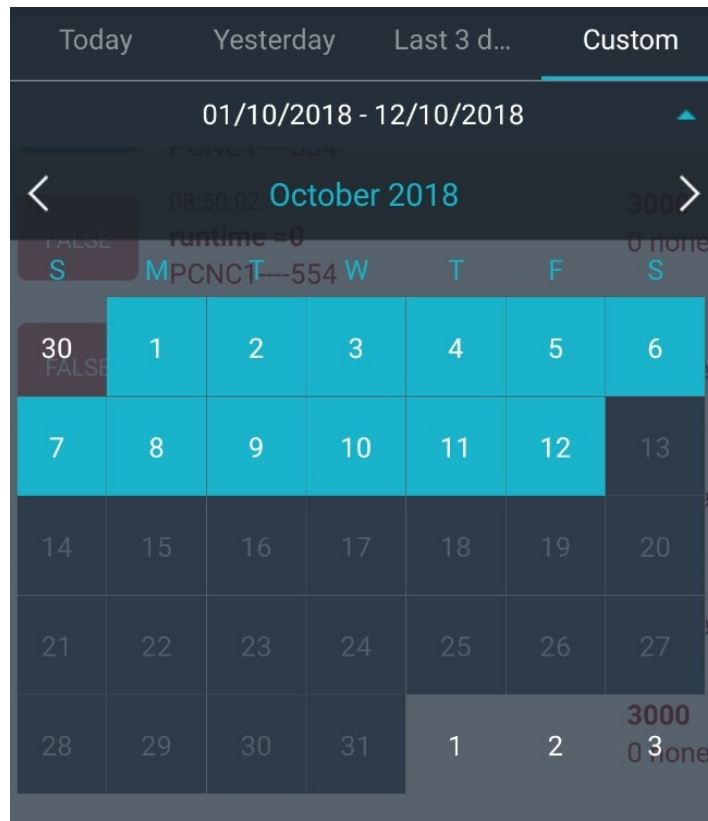 Today Yesterday Last 3 d... Custom
01/10/2018 - 12/10/2018
08:50:02 October 2018 3000
FALSE runtime =0 0 none
PCNC1----554
S M T W T F S
30 1 2 3 4 5 6
FALSE
7 8 9 10 11 12 13
14 15 16 17 18 19 20
21 22 23 24 25 26 27
3000
28 29 30 31 1 2 3
0 none